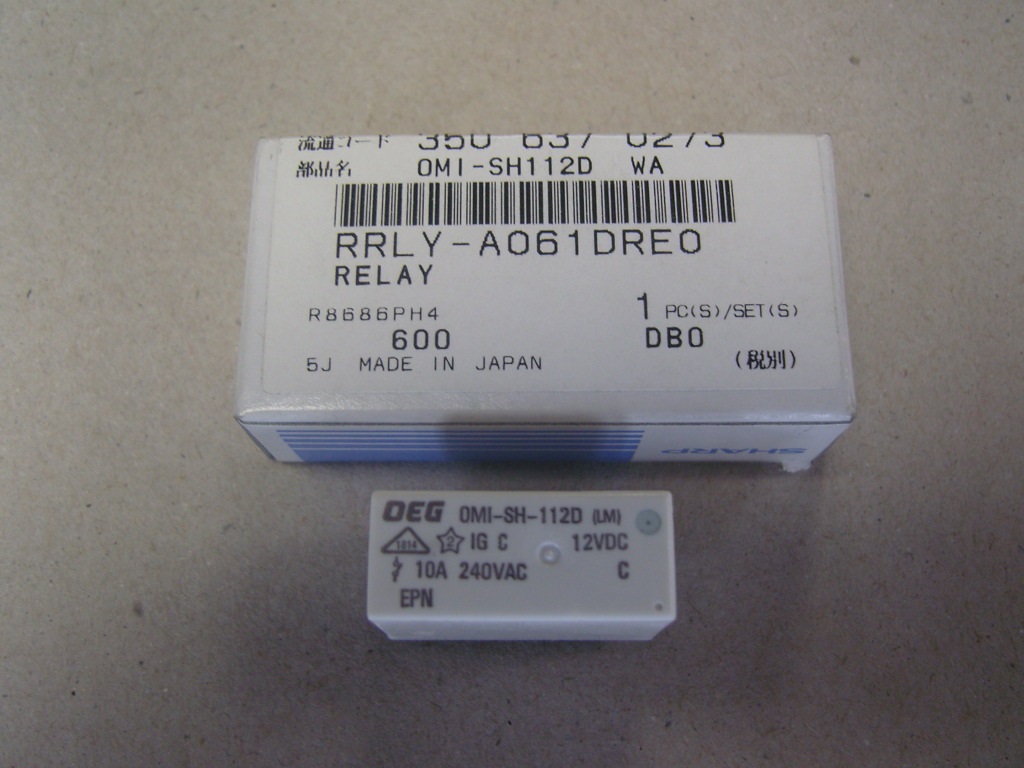 流通コード 350 637 0273
部品名 OMI-SH112D WA
RRLY-A061DRE0
RELAY
R8686PH4 1 PC(S)/SET(S)
600 DB0
5J MADE IN JAPAN (税別)
SHARP
OEG OMI-SH-112D (LM)
1014 2 IG C 12VDC
10A 240VAC C
EPN